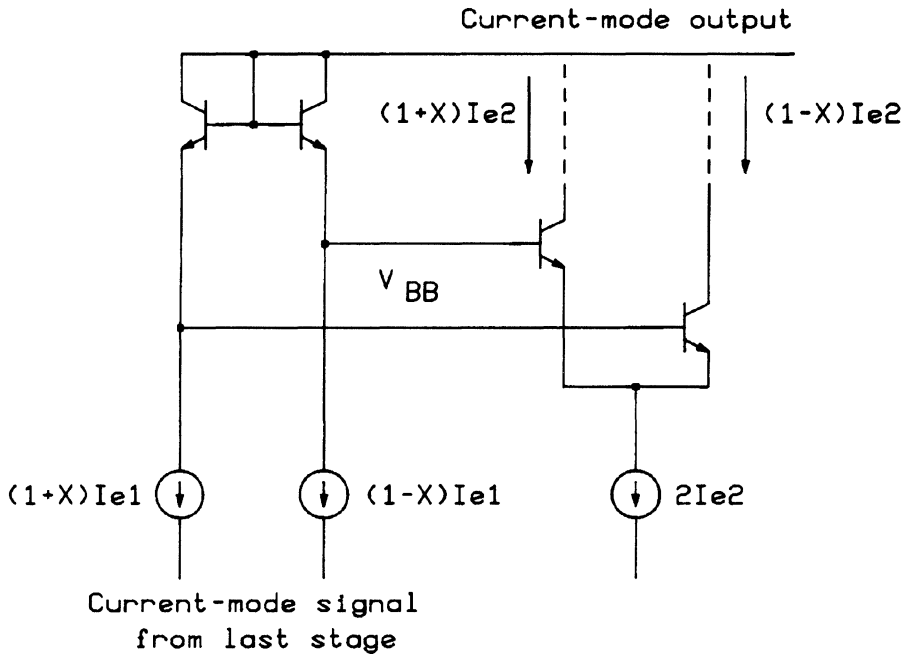 Current-mode output
(1+X)Ie2
(1-X)Ie2
V BB
(1+X)Ie1
(1-X)Ie1
2Ie2
Current-mode signal
from last stage